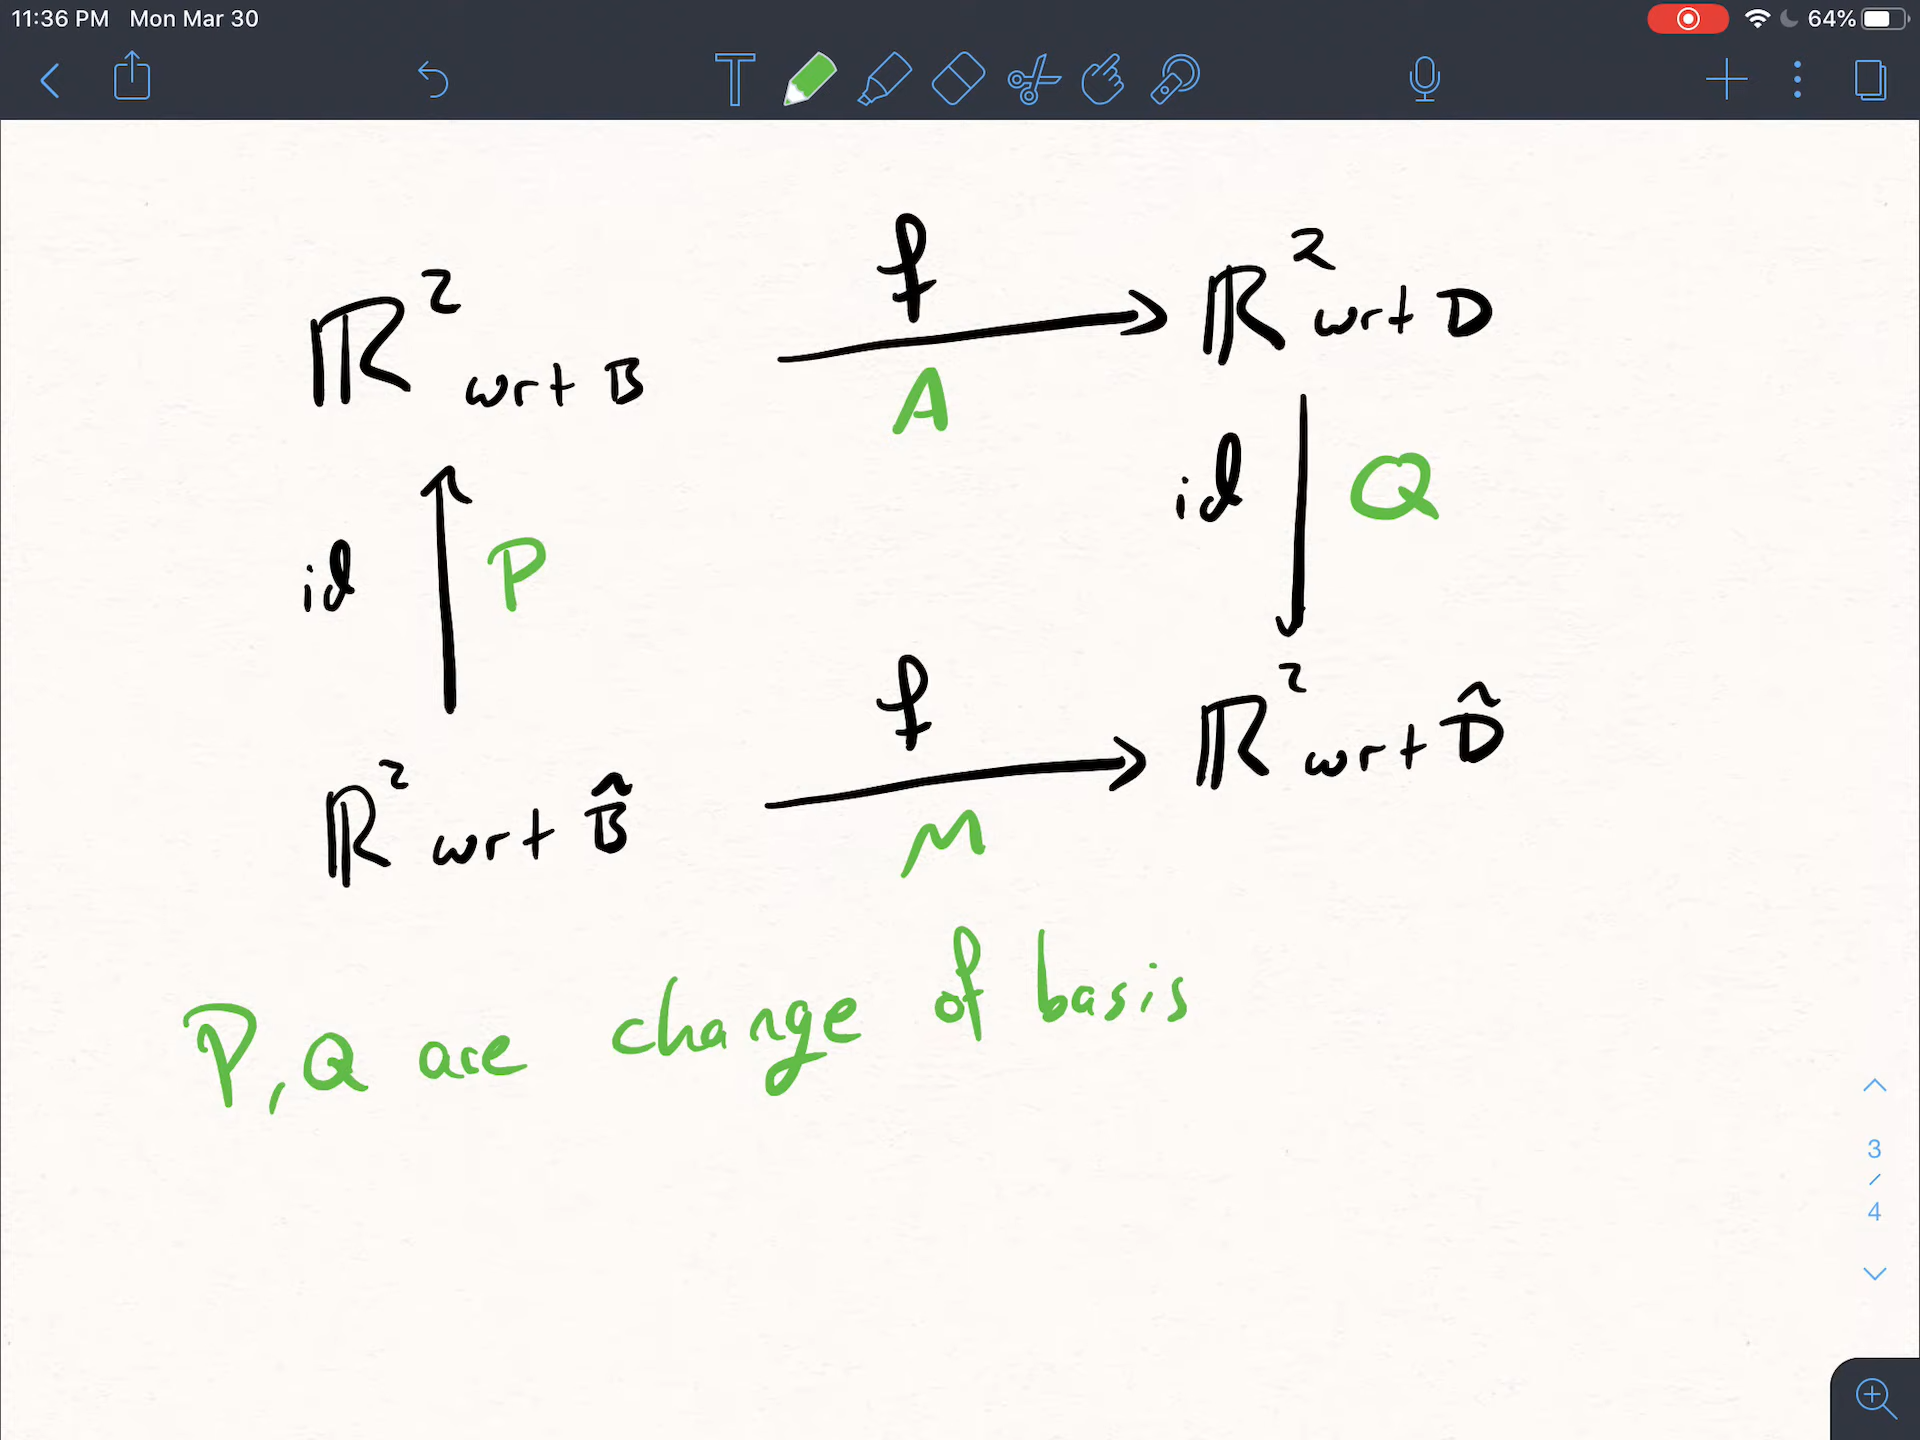 11:36 PM Mon Mar 30 64%
ℝ² wrt B f A ℝ² wrt D
id P id Q
ℝ² wrt B̂ f M ℝ² wrt D̂
P, Q are change of basis
3
/
4